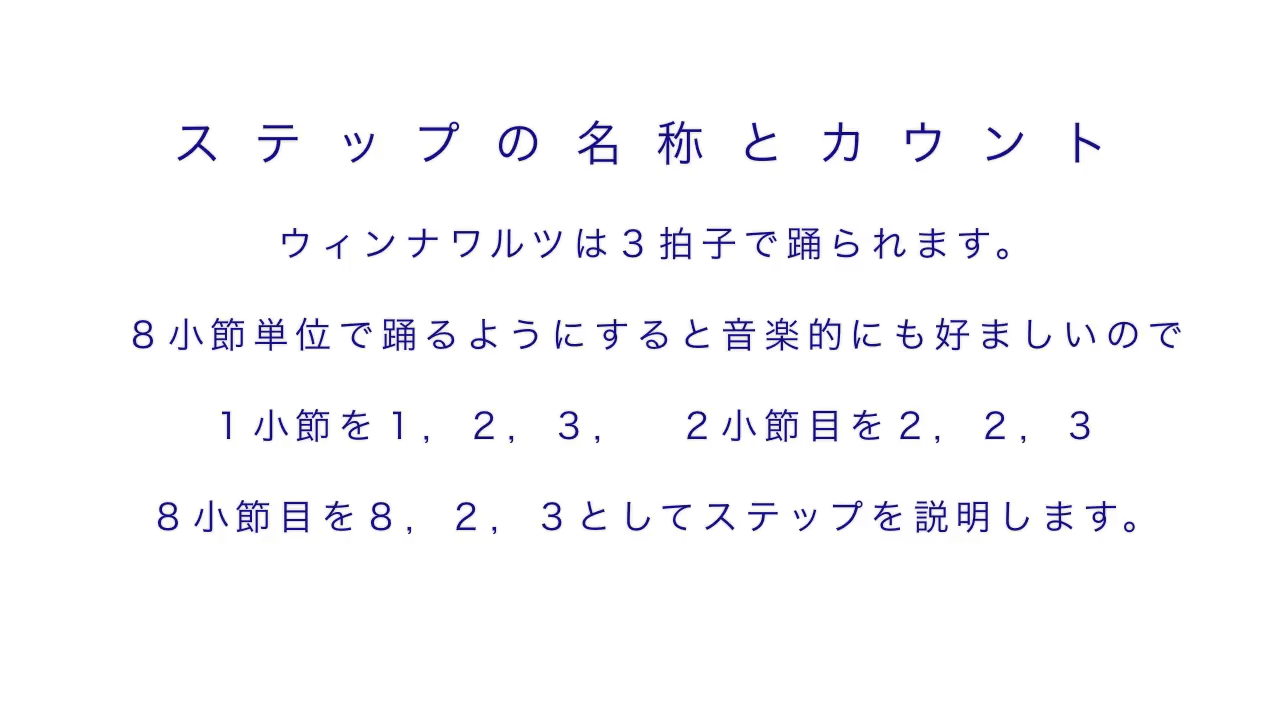 ステップの名称とカウント
ウィンナワルツは３拍子で踊られます。
８小節単位で踊るようにすると音楽的にも好ましいので
１小節を１，２，３，　２小節目を２，２，３
８小節目を８，２，３としてステップを説明します。